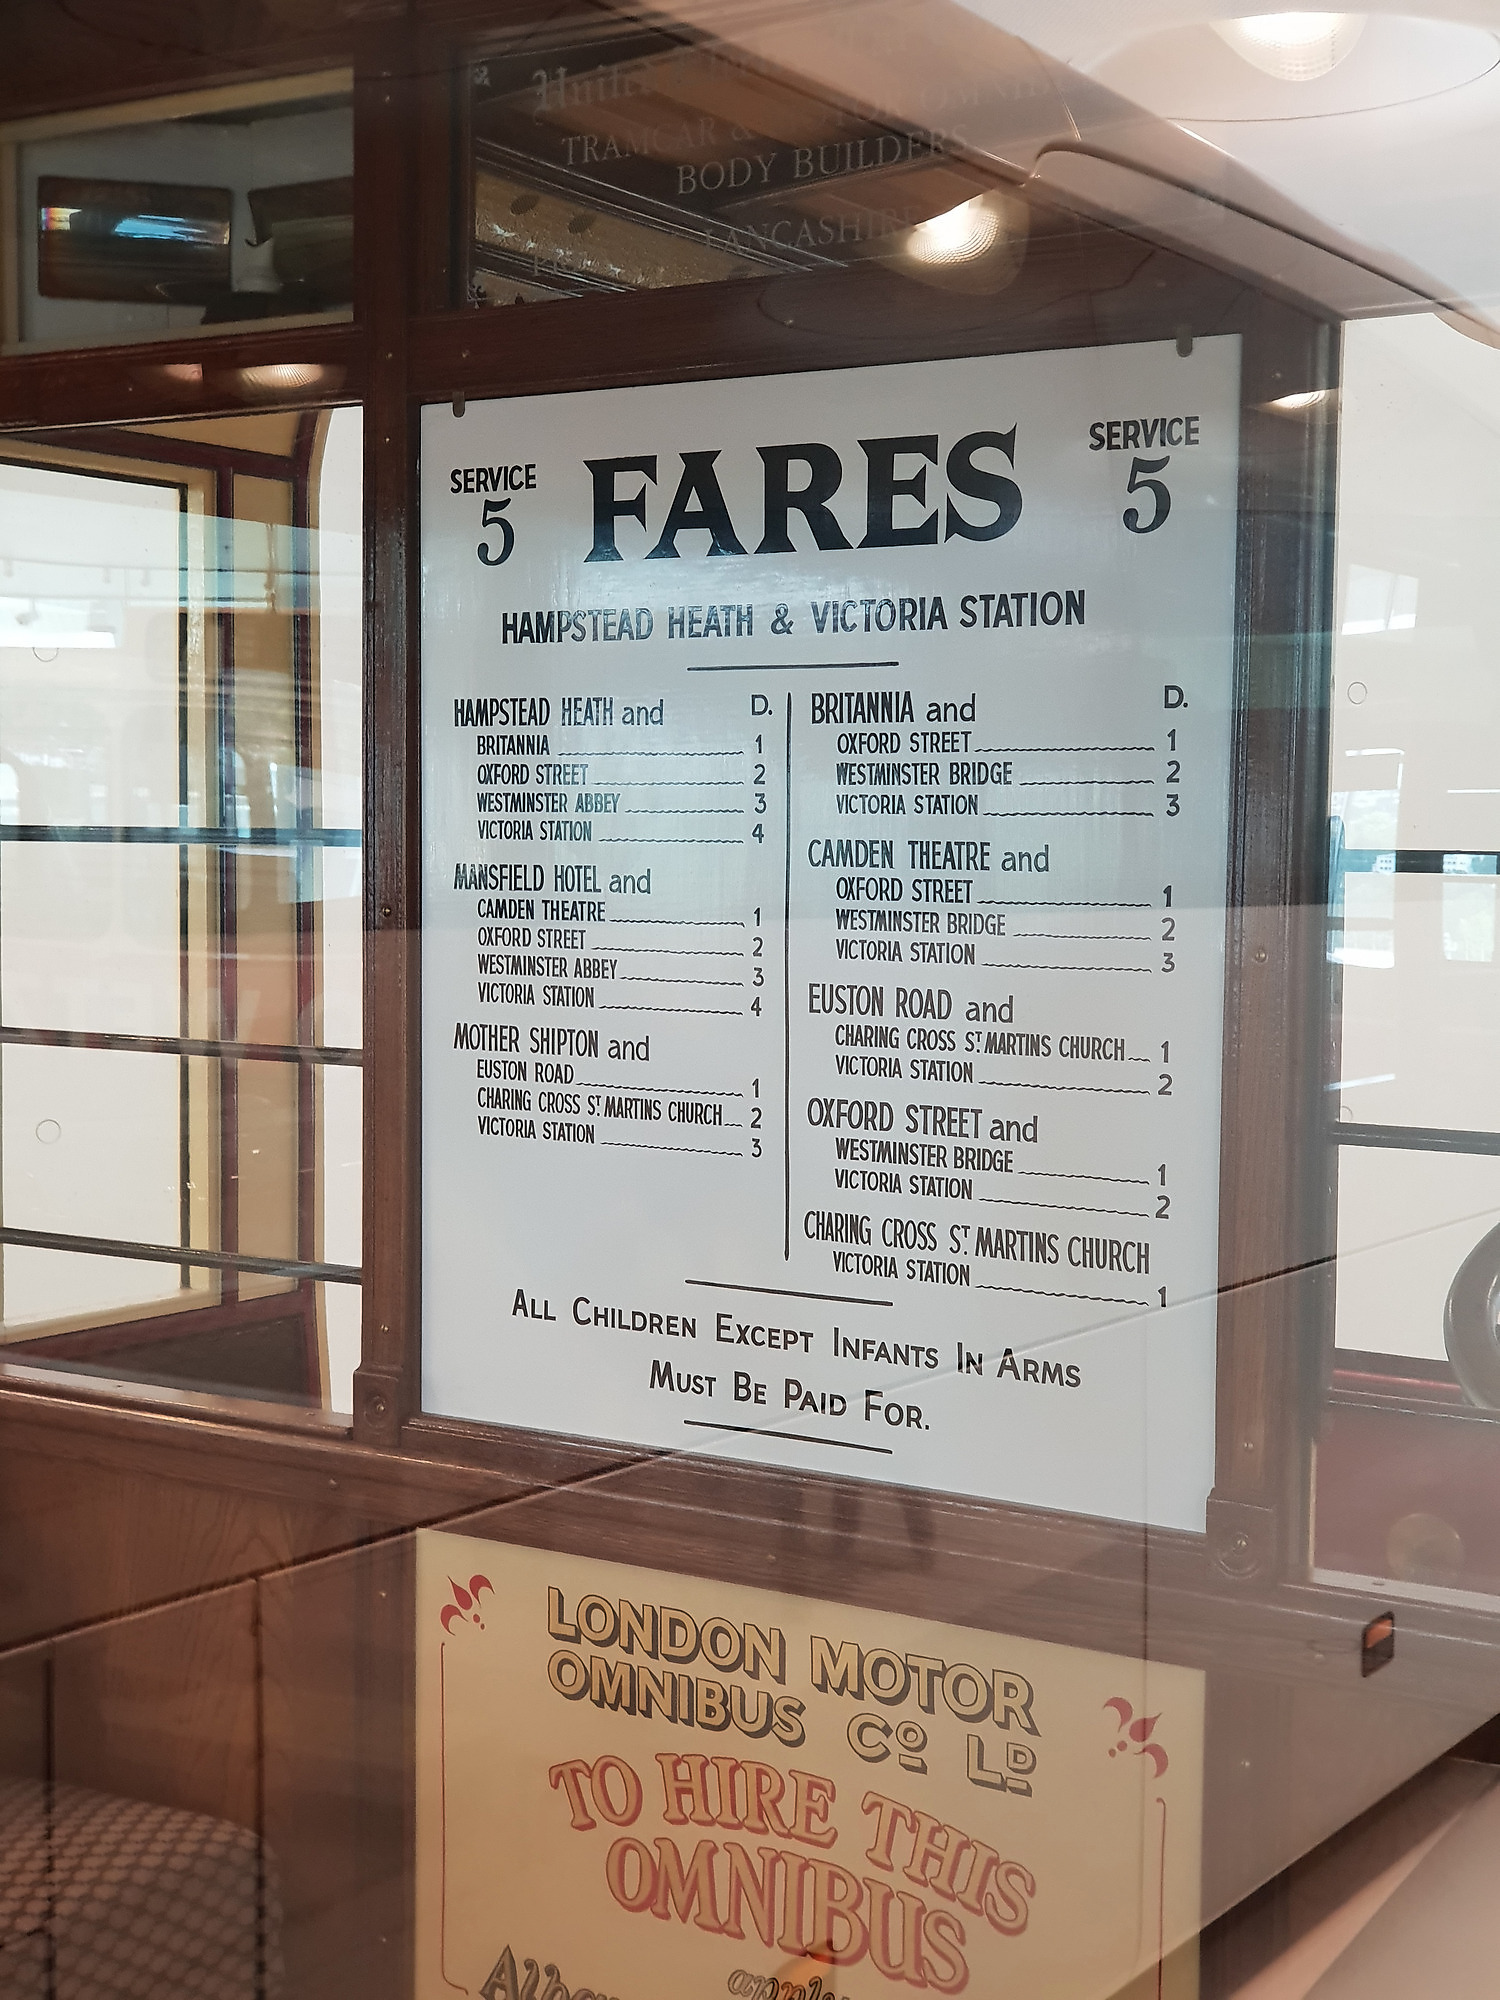 TRAMCAR &
BODY BUILDERS
LANCASHIRE
SERVICE
5
FARES
SERVICE
5
HAMPSTEAD HEATH & VICTORIA STATION
HAMPSTEAD HEATH and D.
BRITANNIA 1
OXFORD STREET 2
WESTMINSTER ABBEY 3
VICTORIA STATION 4
MANSFIELD HOTEL and
CAMDEN THEATRE 1
OXFORD STREET 2
WESTMINSTER ABBEY 3
VICTORIA STATION 4
MOTHER SHIPTON and
EUSTON ROAD 1
CHARING CROSS ST MARTINS CHURCH 2
VICTORIA STATION 3
BRITANNIA and D.
OXFORD STREET 1
WESTMINSTER BRIDGE 2
VICTORIA STATION 3
CAMDEN THEATRE and
OXFORD STREET 1
WESTMINSTER BRIDGE 2
VICTORIA STATION 3
EUSTON ROAD and
CHARING CROSS ST MARTINS CHURCH 1
VICTORIA STATION 2
OXFORD STREET and
WESTMINSTER BRIDGE 1
VICTORIA STATION 2
CHARING CROSS ST MARTINS CHURCH
VICTORIA STATION 1
ALL CHILDREN EXCEPT INFANTS IN ARMS
MUST BE PAID FOR.
LONDON MOTOR
OMNIBUS CO LD
TO HIRE THIS
OMNIBUS